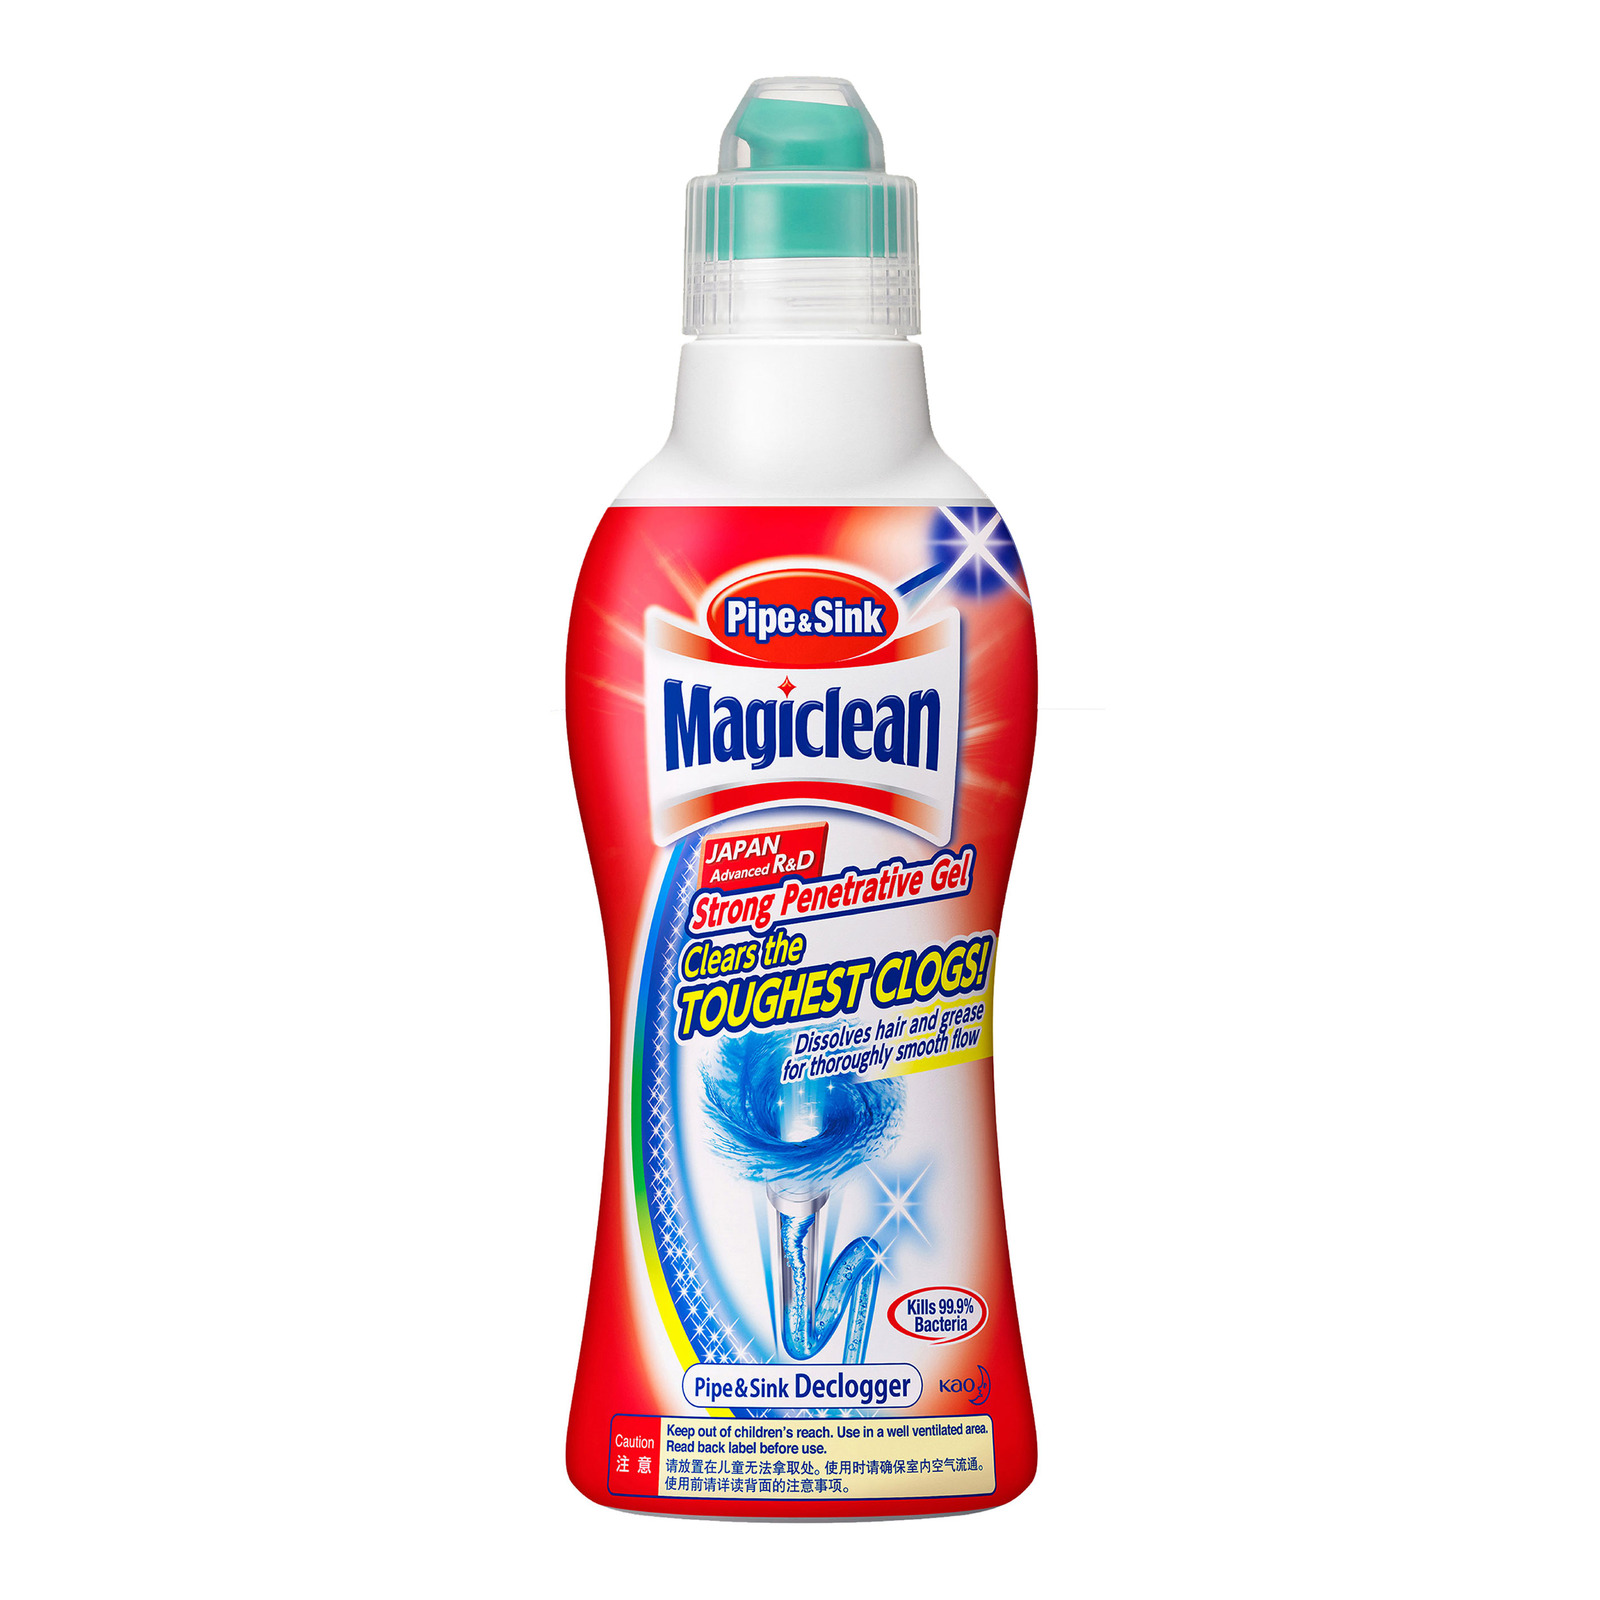 Pipe & Sink
Magiclean
JAPAN
Advanced R&D
Strong Penetrative Gel
Clears the
TOUGHEST CLOGS!
Dissolves hair and grease
for thoroughly smooth flow
Kills 99.9%
Bacteria
Pipe & Sink Declogger
Kao
Caution
注意
Keep out of children's reach. Use in a well ventilated area.
Read back label before use.
请放置在儿童无法拿取处。使用时请确保室内空气流通。
使用前请详读背面的注意事项。